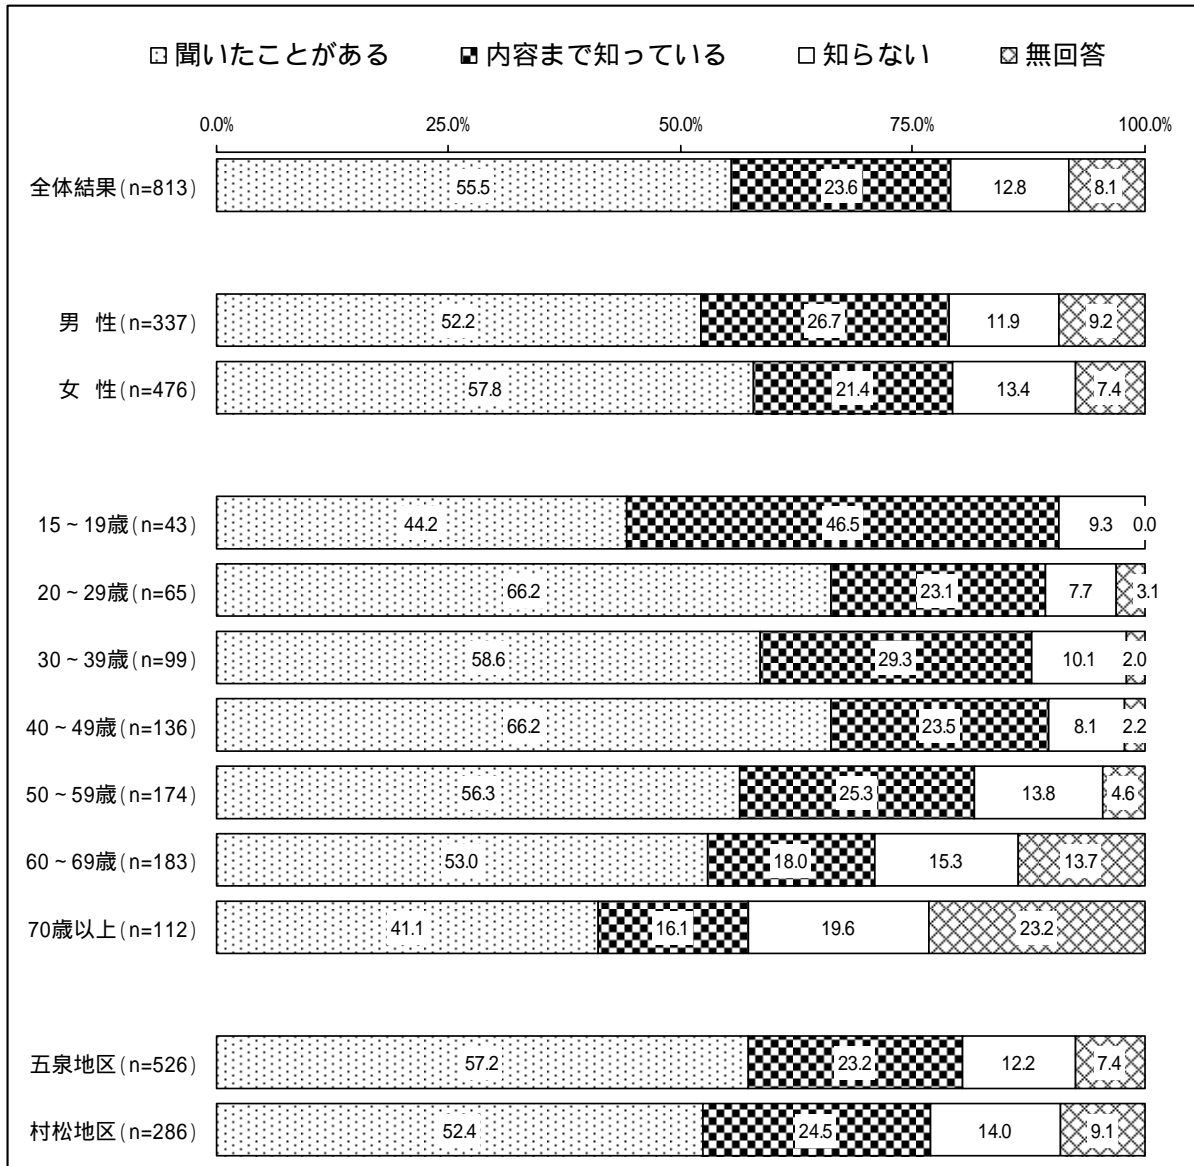 聞いたことがある 内容まで知っている 知らない 無回答
0.0% 25.0% 50.0% 75.0% 100.0%
全体結果(n=813) 55.5 23.6 12.8 8.1
男 性(n=337) 52.2 26.7 11.9 9.2
女 性(n=476) 57.8 21.4 13.4 7.4
15~19歳(n=43) 44.2 46.5 9.3 0.0
20~29歳(n=65) 66.2 23.1 7.7 3.1
30~39歳(n=99) 58.6 29.3 10.1 2.0
40~49歳(n=136) 66.2 23.5 8.1 2.2
50~59歳(n=174) 56.3 25.3 13.8 4.6
60~69歳(n=183) 53.0 18.0 15.3 13.7
70歳以上(n=112) 41.1 16.1 19.6 23.2
五泉地区(n=526) 57.2 23.2 12.2 7.4
村松地区(n=286) 52.4 24.5 14.0 9.1